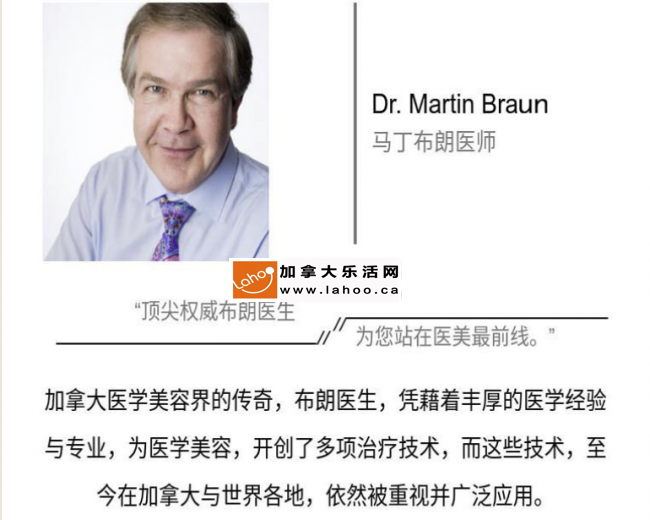 Dr. Martin Braun
马丁布朗医师
Lahoo
加拿大乐活网
www.lahoo.ca
“顶尖权威布朗医生
为您站在医美最前线。”
加拿大医学美容界的传奇，布朗医生，凭藉着丰厚的医学经验
与专业，为医学美容，开创了多项治疗技术，而这些技术，至
今在加拿大与世界各地，依然被重视并广泛应用。